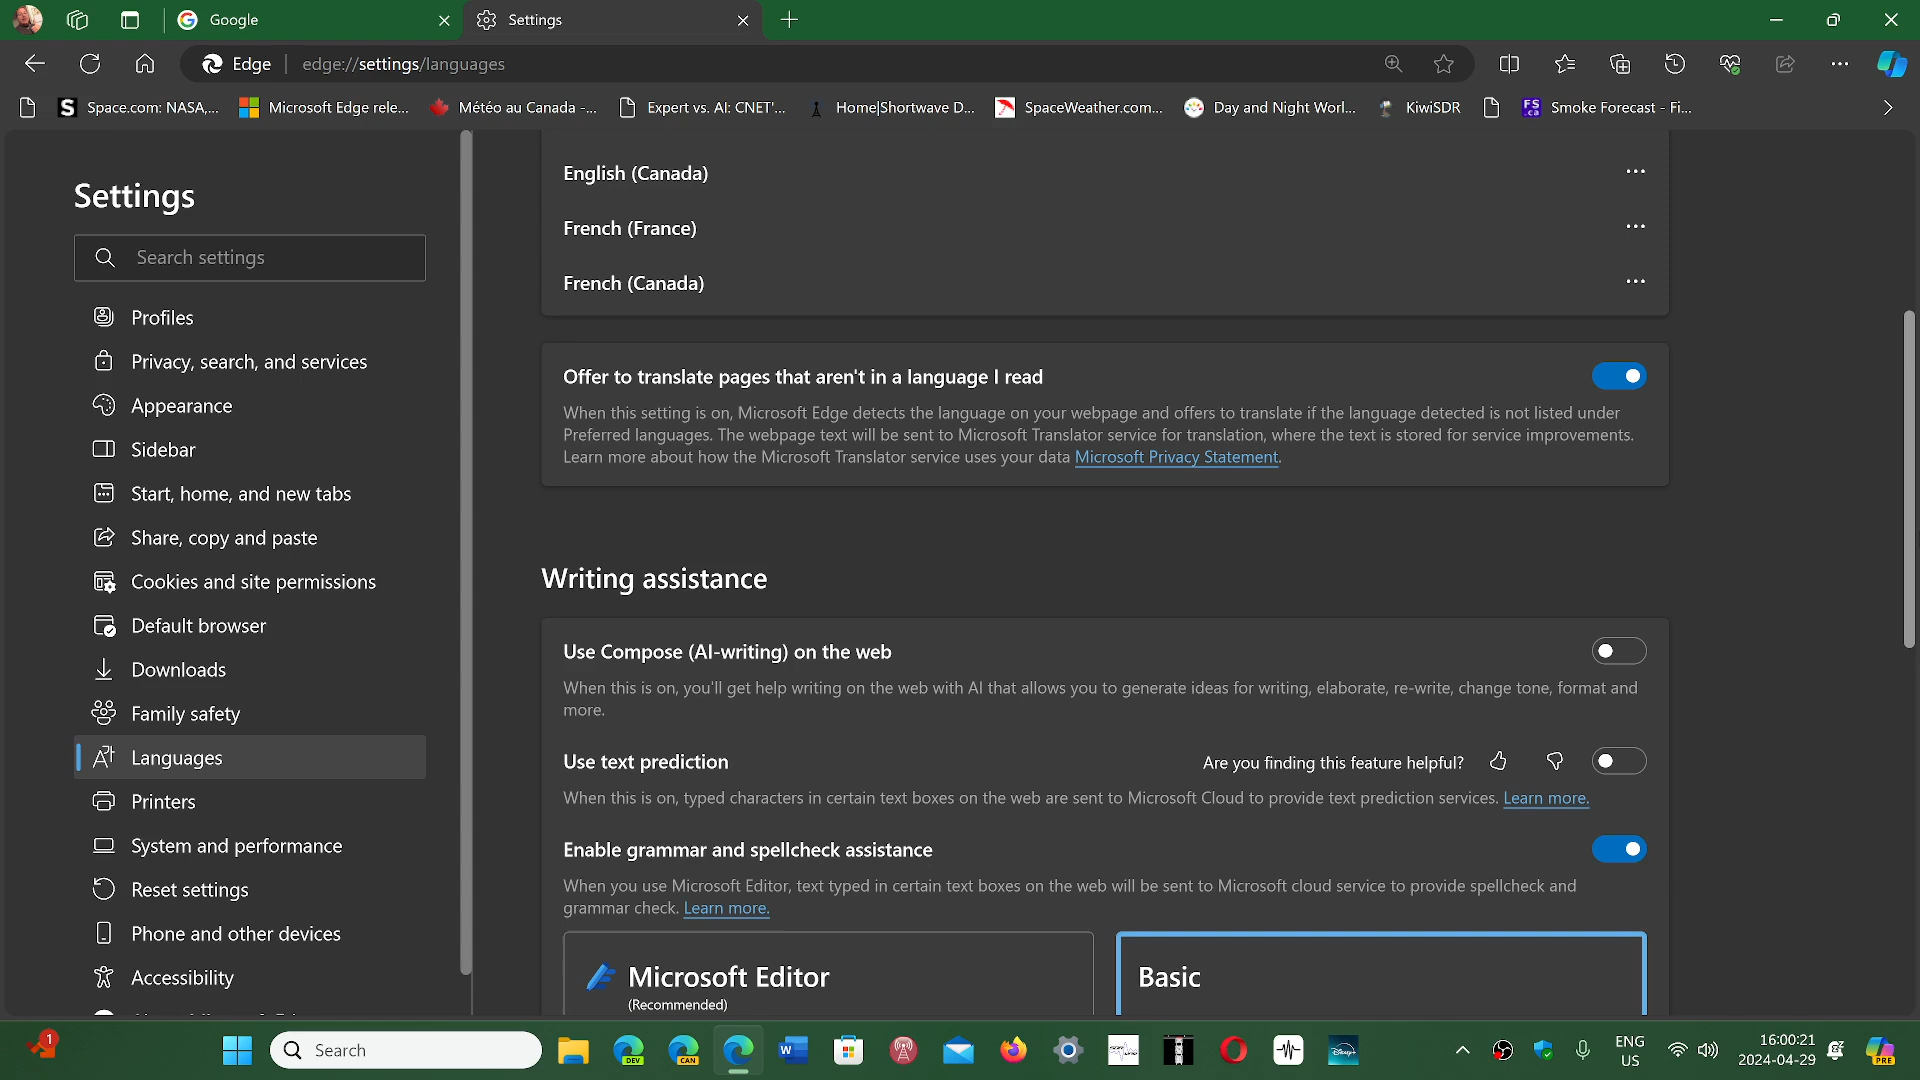 Google
Settings
Edge
edge://settings/languages
Space.com: NASA,...
Microsoft Edge rele...
Météo au Canada -...
Expert vs. AI: CNET'...
Home|Shortwave D...
SpaceWeather.com...
Day and Night Worl...
KiwiSDR
FS.ca
Smoke Forecast - Fi...
Settings
Search settings
Profiles
Privacy, search, and services
Appearance
Sidebar
Start, home, and new tabs
Share, copy and paste
Cookies and site permissions
Default browser
Downloads
Family safety
Languages
Printers
System and performance
Reset settings
Phone and other devices
Accessibility
English (Canada)
French (France)
French (Canada)
Offer to translate pages that aren't in a language I read
When this setting is on, Microsoft Edge detects the language on your webpage and offers to translate if the language detected is not listed under
Preferred languages. The webpage text will be sent to Microsoft Translator service for translation, where the text is stored for service improvements.
Learn more about how the Microsoft Translator service uses your data Microsoft Privacy Statement.
Writing assistance
Use Compose (AI-writing) on the web
When this is on, you'll get help writing on the web with AI that allows you to generate ideas for writing, elaborate, re-write, change tone, format and
more.
Use text prediction
Are you finding this feature helpful?
When this is on, typed characters in certain text boxes on the web are sent to Microsoft Cloud to provide text prediction services. Learn more.
Enable grammar and spellcheck assistance
When you use Microsoft Editor, text typed in certain text boxes on the web will be sent to Microsoft cloud service to provide spellcheck and
grammar check. Learn more.
Microsoft Editor
(Recommended)
Basic
1
Search
DEV
CAN
W
Disney+
ENG
US
16:00:21
2024-04-29
PRE